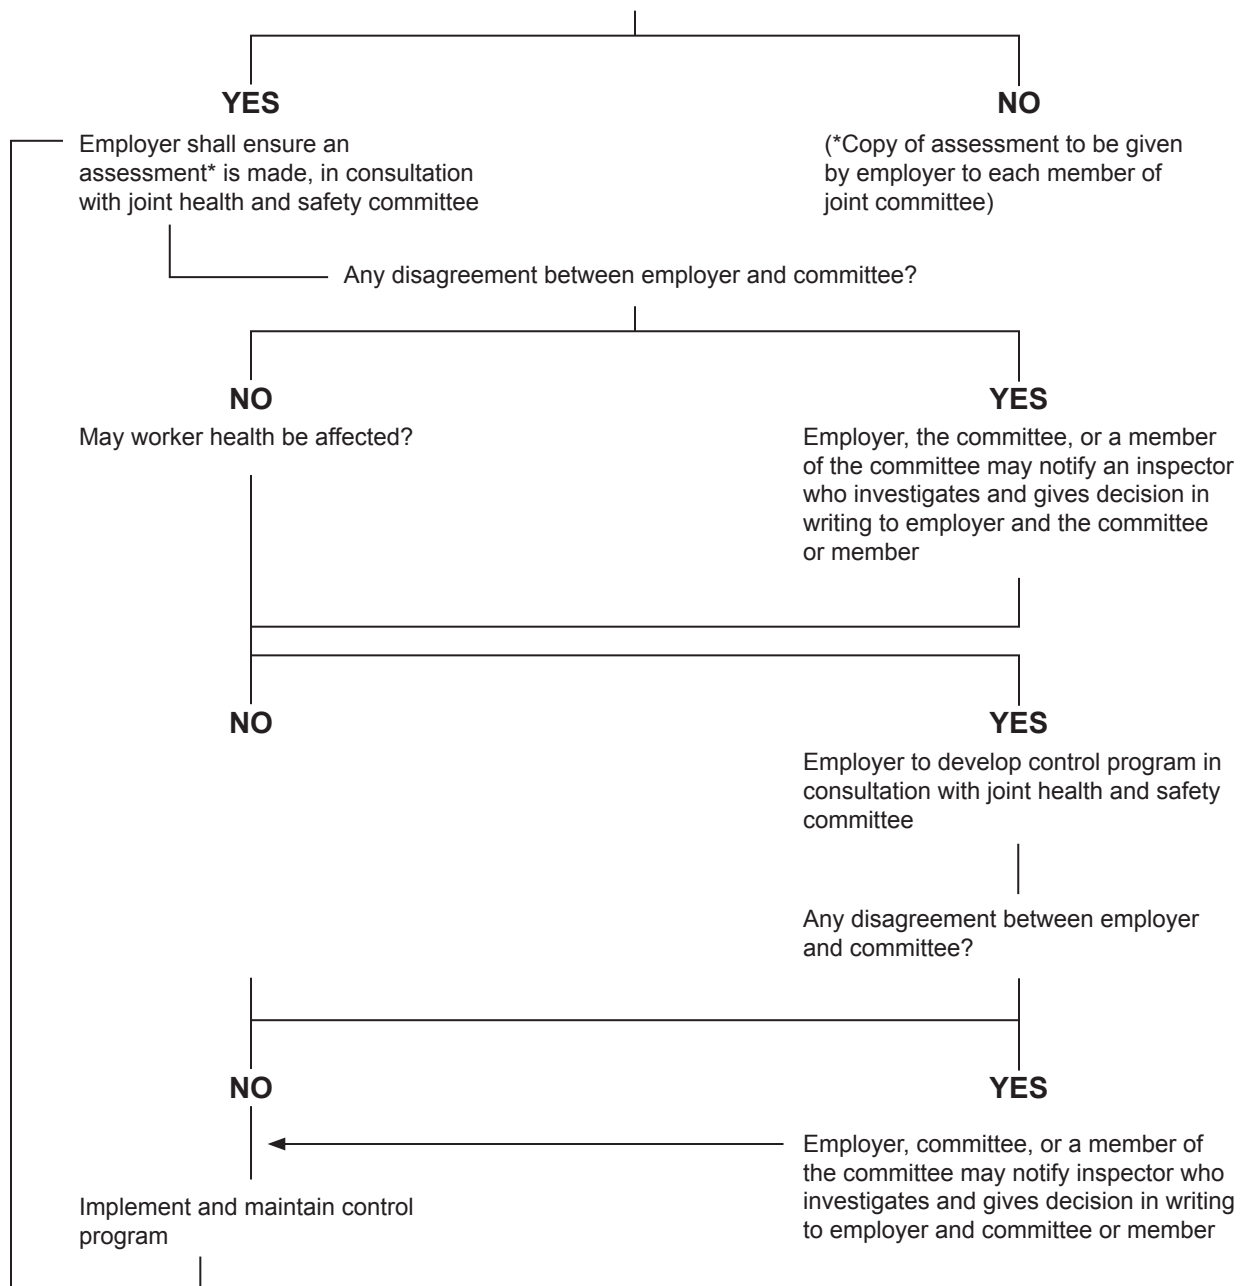 YES
NO
Employer shall ensure an
assessment* is made, in consultation
with joint health and safety committee
(*Copy of assessment to be given
by employer to each member of
joint committee)
Any disagreement between employer and committee?
NO
YES
May worker health be affected?
Employer, the committee, or a member
of the committee may notify an inspector
who investigates and gives decision in
writing to employer and the committee
or member
NO
YES
Employer to develop control program in
consultation with joint health and safety
committee
Any disagreement between employer
and committee?
NO
YES
Employer, committee, or a member of
the committee may notify inspector who
investigates and gives decision in writing
to employer and committee or member
Implement and maintain control
program